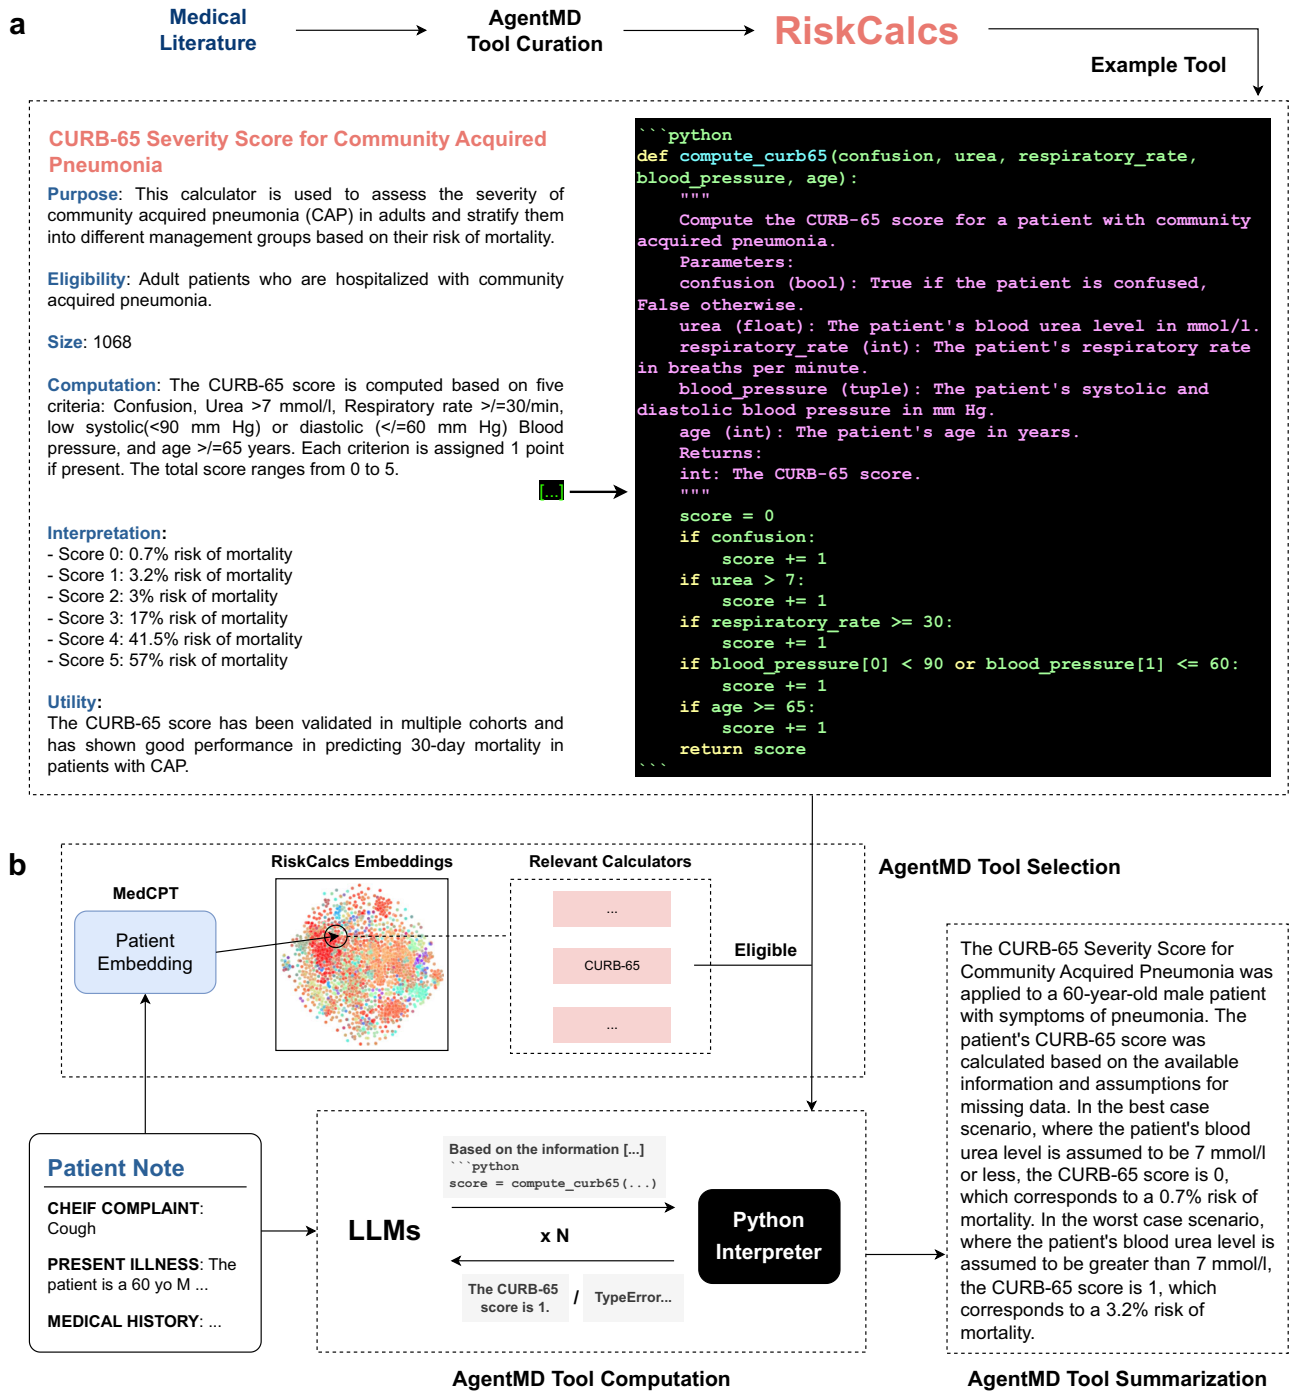 a
Medical
Literature
AgentMD
Tool Curation
RiskCalcs
Example Tool
CURB-65 Severity Score for Community Acquired
Pneumonia
Purpose: This calculator is used to assess the severity of
community acquired pneumonia (CAP) in adults and stratify them
into different management groups based on their risk of mortality.
Eligibility: Adult patients who are hospitalized with community
acquired pneumonia.
Size: 1068
Computation: The CURB-65 score is computed based on five
criteria: Confusion, Urea >7 mmol/l, Respiratory rate >/=30/min,
low systolic(<90 mm Hg) or diastolic (</=60 mm Hg) Blood
pressure, and age >/=65 years. Each criterion is assigned 1 point
if present. The total score ranges from 0 to 5.
[...]
Interpretation:
- Score 0: 0.7% risk of mortality
- Score 1: 3.2% risk of mortality
- Score 2: 3% risk of mortality
- Score 3: 17% risk of mortality
- Score 4: 41.5% risk of mortality
- Score 5: 57% risk of mortality
Utility:
The CURB-65 score has been validated in multiple cohorts and
has shown good performance in predicting 30-day mortality in
patients with CAP.
```python
def compute_curb65(confusion, urea, respiratory_rate,
blood_pressure, age):
    """
    Compute the CURB-65 score for a patient with community
acquired pneumonia.
    Parameters:
    confusion (bool): True if the patient is confused,
False otherwise.
    urea (float): The patient's blood urea level in mmol/l.
    respiratory_rate (int): The patient's respiratory rate
in breaths per minute.
    blood_pressure (tuple): The patient's systolic and
diastolic blood pressure in mm Hg.
    age (int): The patient's age in years.
    Returns:
    int: The CURB-65 score.
    """
    score = 0
    if confusion:
        score += 1
    if urea > 7:
        score += 1
    if respiratory_rate >= 30:
        score += 1
    if blood_pressure[0] < 90 or blood_pressure[1] <= 60:
        score += 1
    if age >= 65:
        score += 1
    return score
```
b
MedCPT
Patient
Embedding
RiskCalcs Embeddings
Relevant Calculators
...
CURB-65
...
Eligible
AgentMD Tool Selection
Patient Note
CHEIF COMPLAINT:
Cough
PRESENT ILLNESS: The
patient is a 60 yo M ...
MEDICAL HISTORY: ...
LLMs
Based on the information [...]
```python
score = compute_curb65(...)
x N
The CURB-65
score is 1.
/
TypeError...
Python
Interpreter
AgentMD Tool Computation
The CURB-65 Severity Score for
Community Acquired Pneumonia was
applied to a 60-year-old male patient
with symptoms of pneumonia. The
patient's CURB-65 score was
calculated based on the available
information and assumptions for
missing data. In the best case
scenario, where the patient's blood
urea level is assumed to be 7 mmol/l
or less, the CURB-65 score is 0,
which corresponds to a 0.7% risk of
mortality. In the worst case scenario,
where the patient's blood urea level is
assumed to be greater than 7 mmol/l,
the CURB-65 score is 1, which
corresponds to a 3.2% risk of
mortality.
AgentMD Tool Summarization